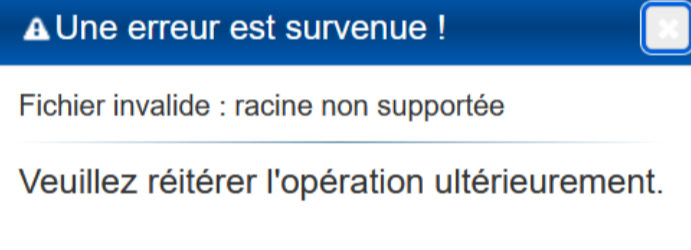 Une erreur est survenue !
Fichier invalide : racine non supportée
Veuillez réitérer l'opération ultérieurement.